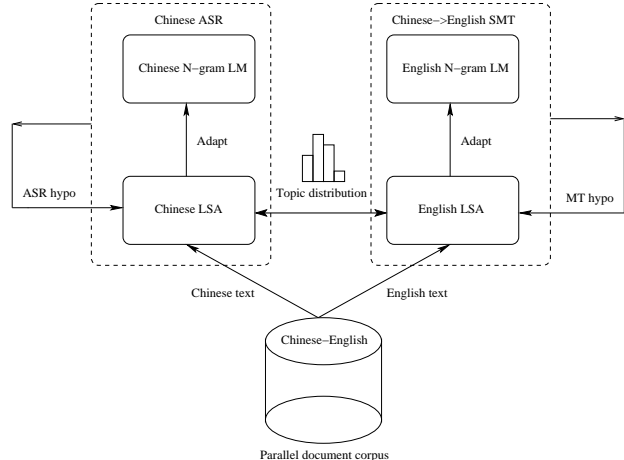 Chinese ASR
Chinese->English SMT
Chinese N-gram LM
English N-gram LM
Adapt
Adapt
Topic distribution
ASR hypo
Chinese LSA
English LSA
MT hypo
Chinese text
English text
Chinese-English
Parallel document corpus